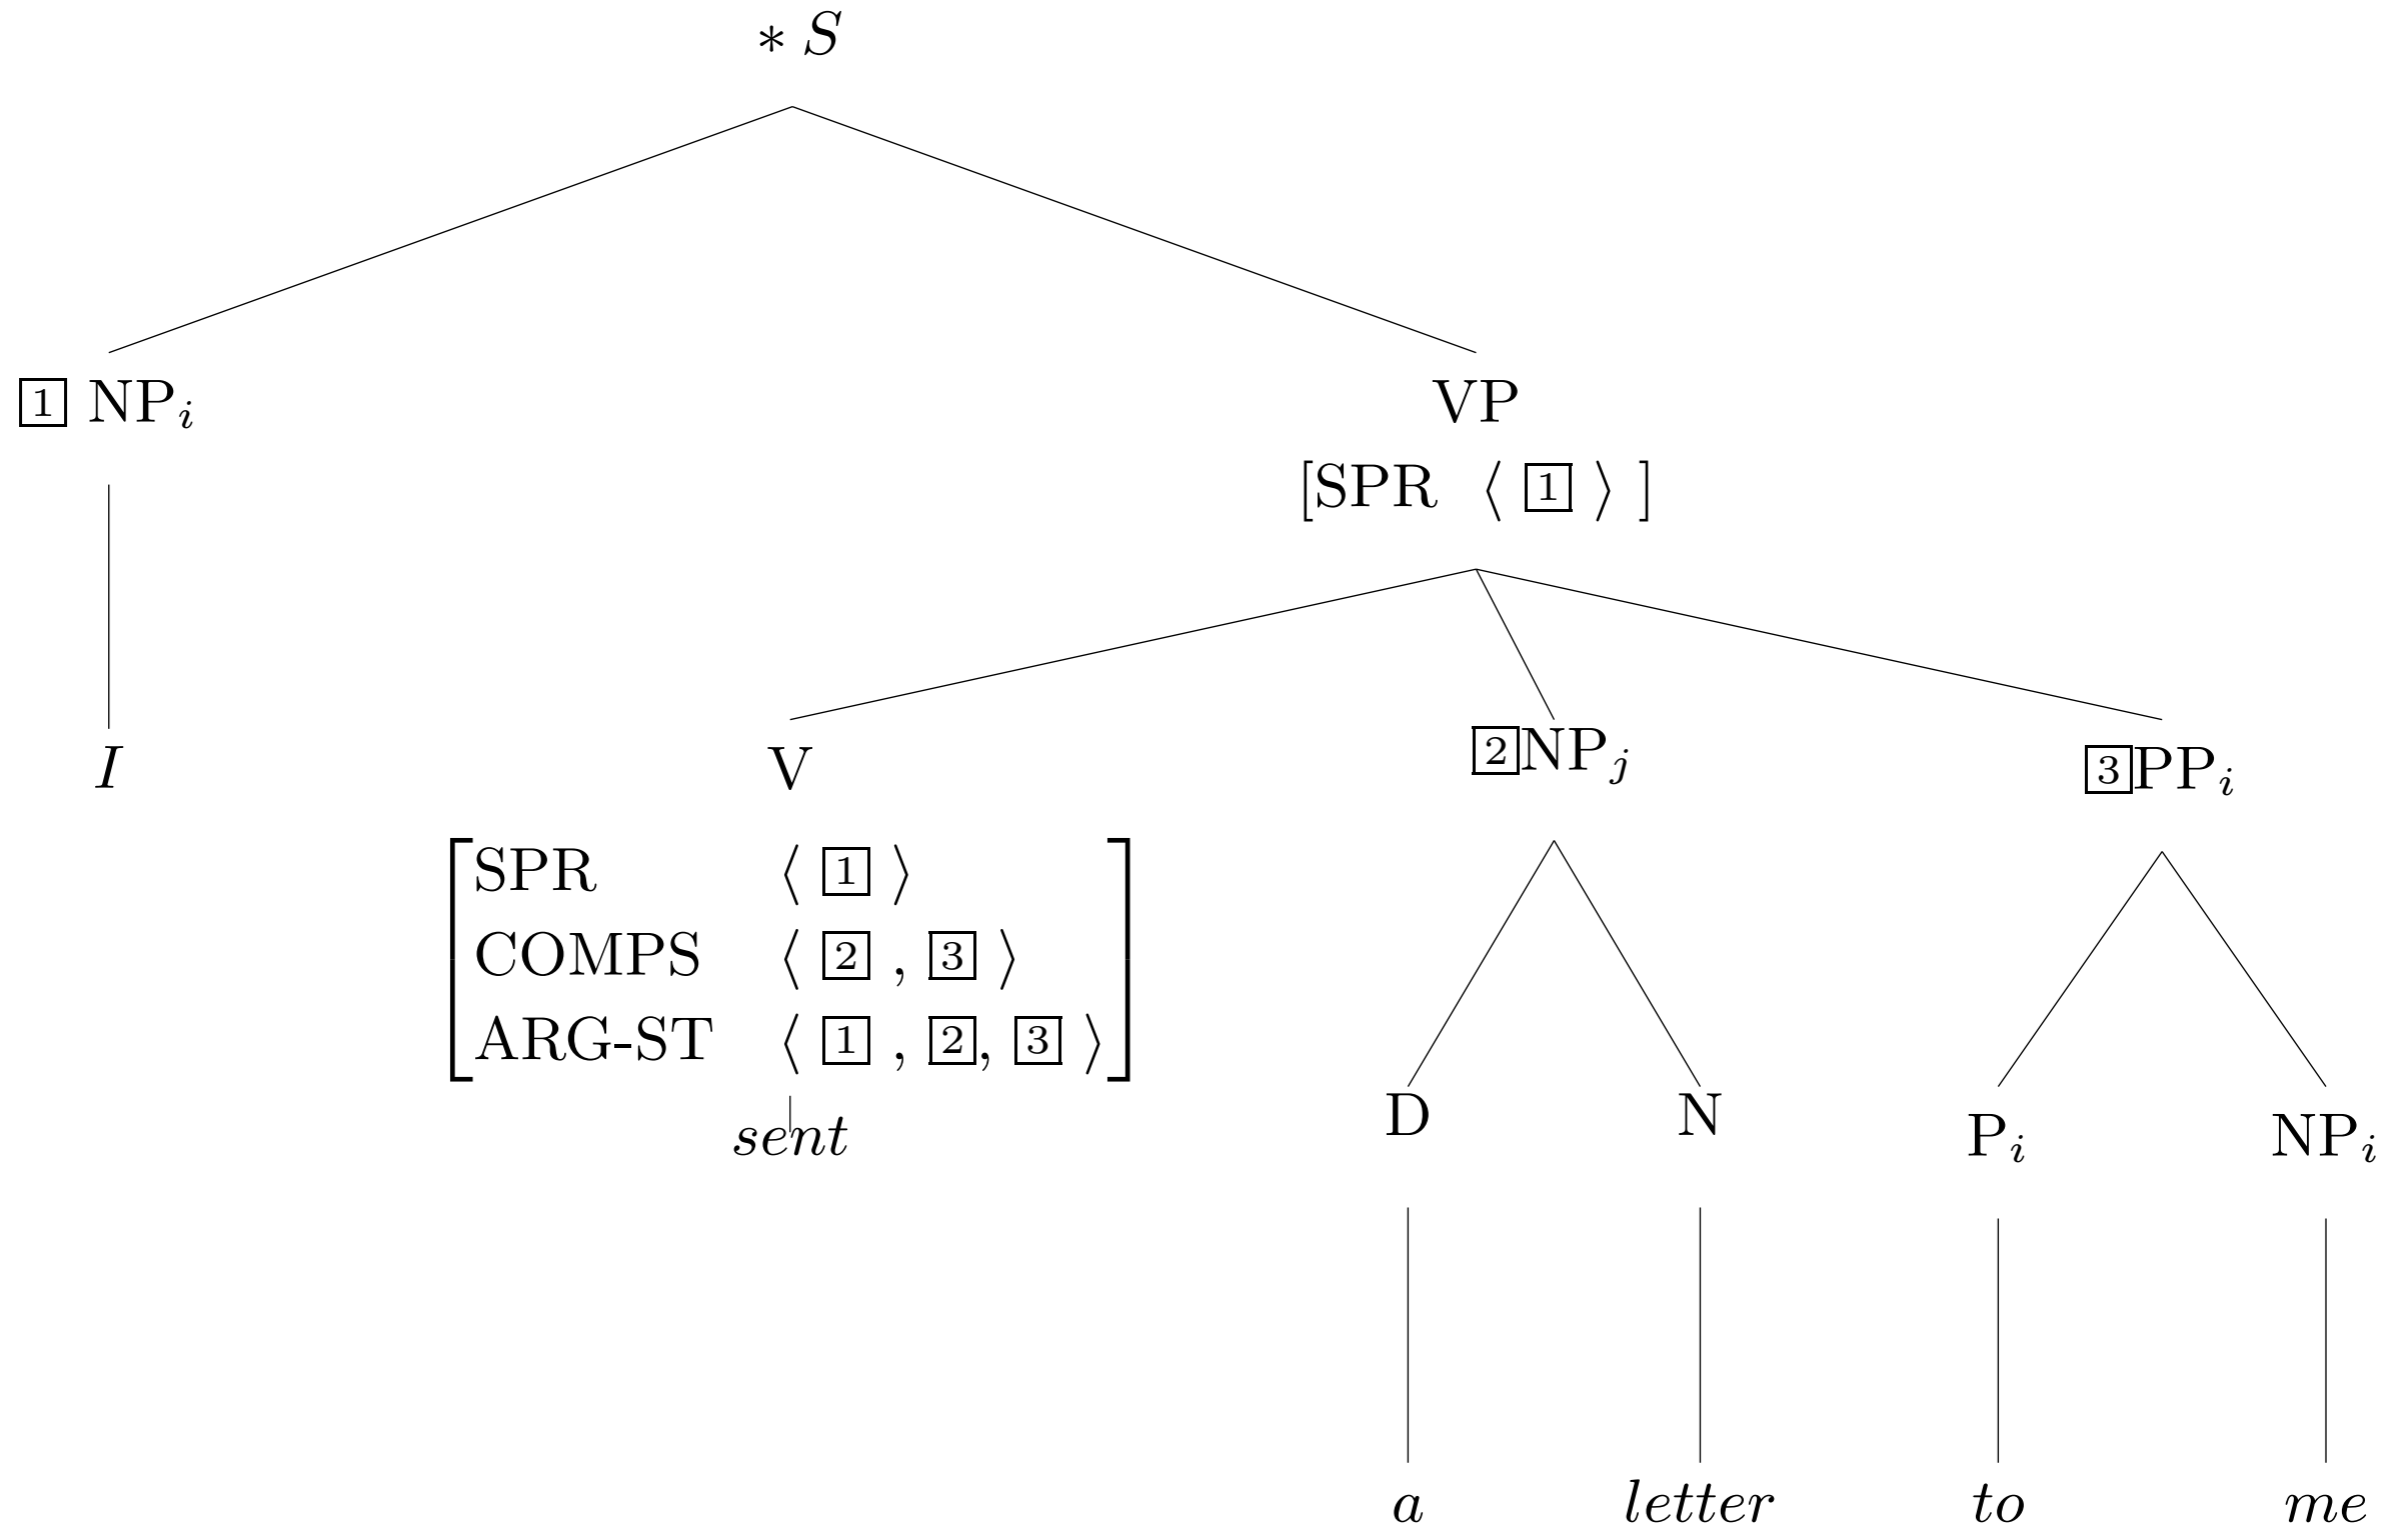 * S
1 NP_i VP
[SPR ⟨ 1 ⟩ ]
I V 2NP_j 3PP_i
SPR ⟨ 1 ⟩
COMPS ⟨ 2 , 3 ⟩
ARG-ST ⟨ 1 , 2, 3 ⟩
sent D N P_i NP_i
a letter to me